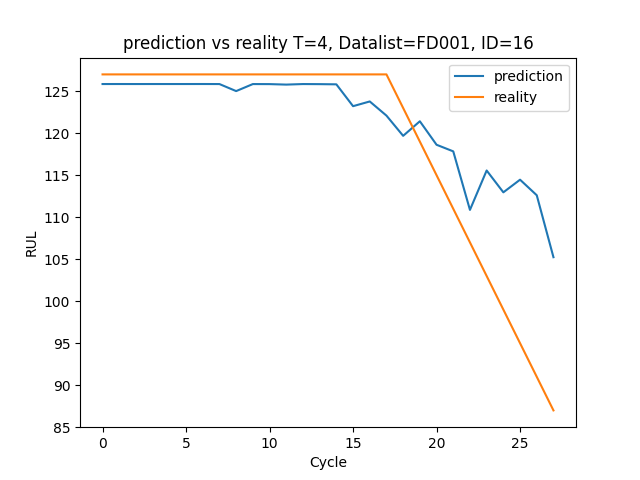 prediction vs reality T=4, Datalist=FD001, ID=16
prediction
reality
125
120
115
110
105
100
95
90
85
RUL
0 5 10 15 20 25
Cycle